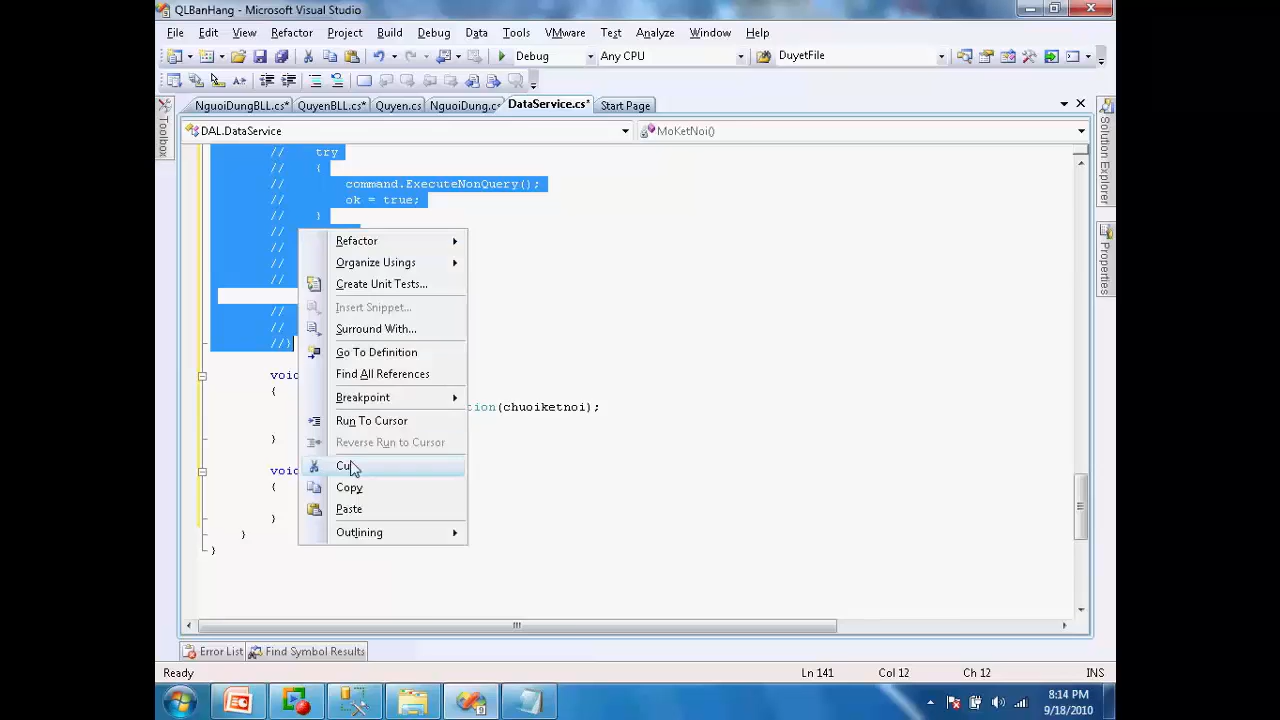 QLBanHang - Microsoft Visual Studio
File Edit View Refactor Project Build Debug Data Tools VMware Test Analyze Window Help
Debug Any CPU DuyetFile
NguoiDungBLL.cs* QuyenBLL.cs* Quyen.cs NguoiDung.c DataService.cs* Start Page
Toolbox
DAL.DataService MoKetNoi()
Solution Explorer
Properties
// try
// {
// command.ExecuteNonQuery();
// ok = true;
// }
//
//
//
//
//
//
//}
void
{
tion(chuoiketnoi);
}
void
{
}
}
}
Refactor
Organize Using
Create Unit
Insert Snippet...
Surround With...
Go To Definition
Find All References
Breakpoint
Run To Cursor
Reverse Run to Cursor
Cut
Copy
Paste
Outlining
Error List Find Symbol Results
Ready Ln 141 Col 12 Ch 12 INS
8:14 PM
9/18/2010